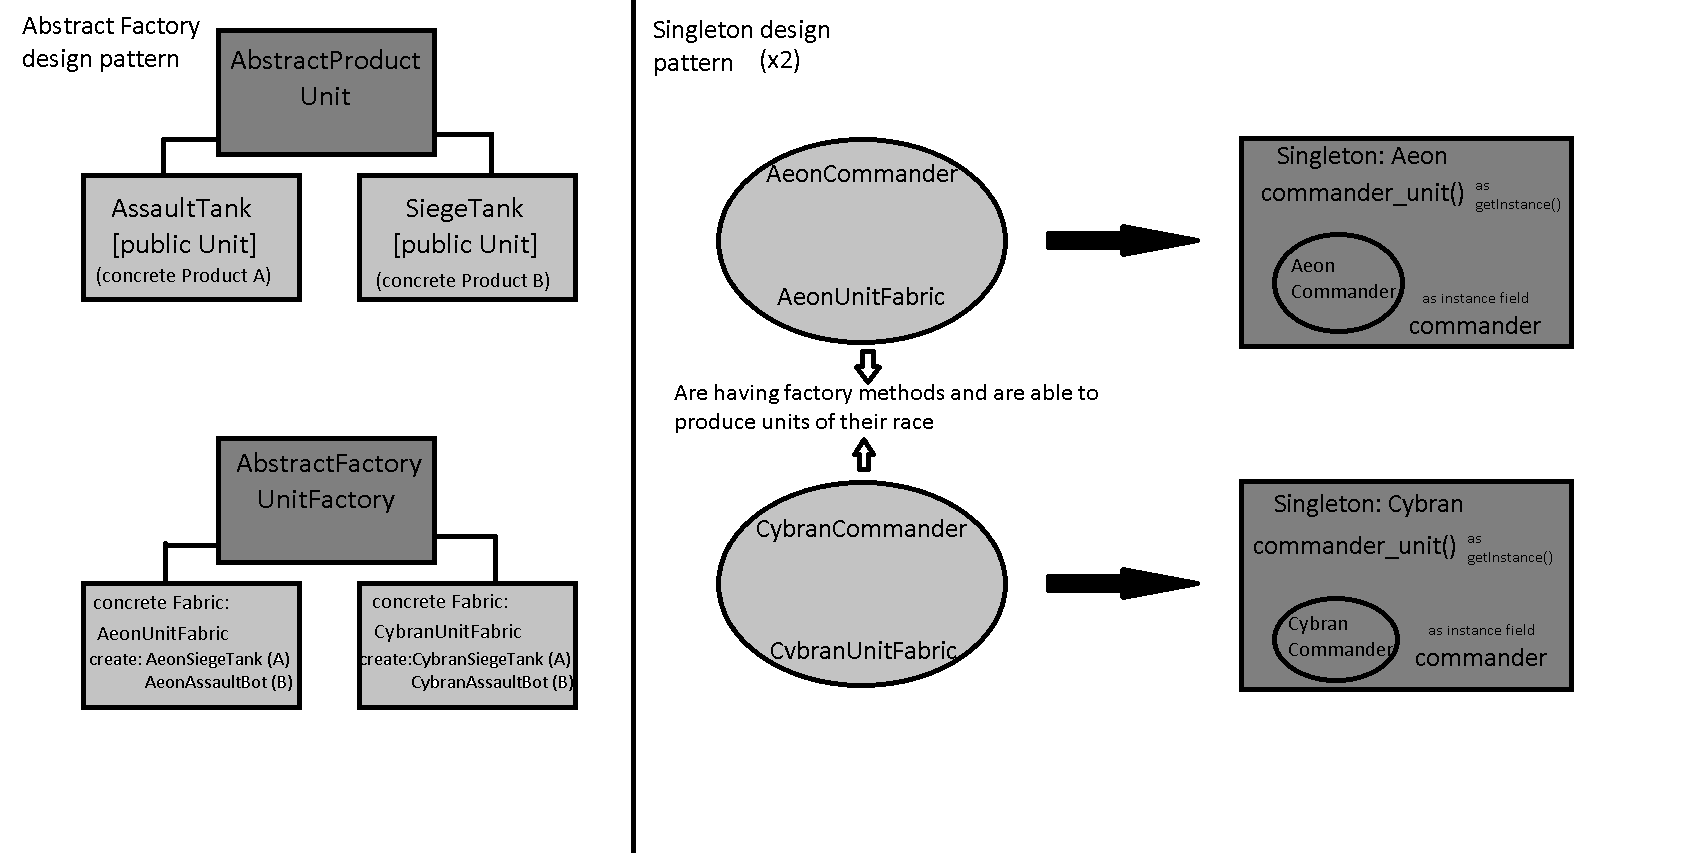 Abstract Factory
design pattern
AbstractProduct
Unit
AssaultTank
[public Unit]
(concrete Product A)
SiegeTank
[public Unit]
(concrete Product B)
AbstractFactory
UnitFactory
concrete Fabric:
AeonUnitFabric
create: AeonSiegeTank (A)
AeonAssaultBot (B)
concrete Fabric:
CybranUnitFabric
create:CybranSiegeTank (A)
CybranAssaultBot (B)
Singleton design
pattern (x2)
AeonCommander
AeonUnitFabric
Are having factory methods and are able to
produce units of their race
CybranCommander
CvbranUnitFabric
Singleton: Aeon
commander_unit() as
getInstance()
Aeon
Commander
as instance field
commander
Singleton: Cybran
commander_unit() as
getInstance()
Cybran
Commander
as instance field
commander